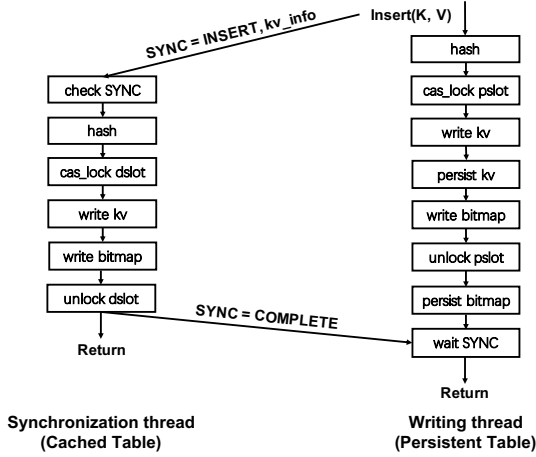 Insert(K, V)
SYNC = INSERT, kv_info
check SYNC
hash
cas_lock dslot
write kv
write bitmap
unlock dslot
Return
Synchronization thread
(Cached Table)
hash
cas_lock pslot
write kv
persist kv
write bitmap
unlock pslot
persist bitmap
SYNC = COMPLETE
wait SYNC
Return
Writing thread
(Persistent Table)